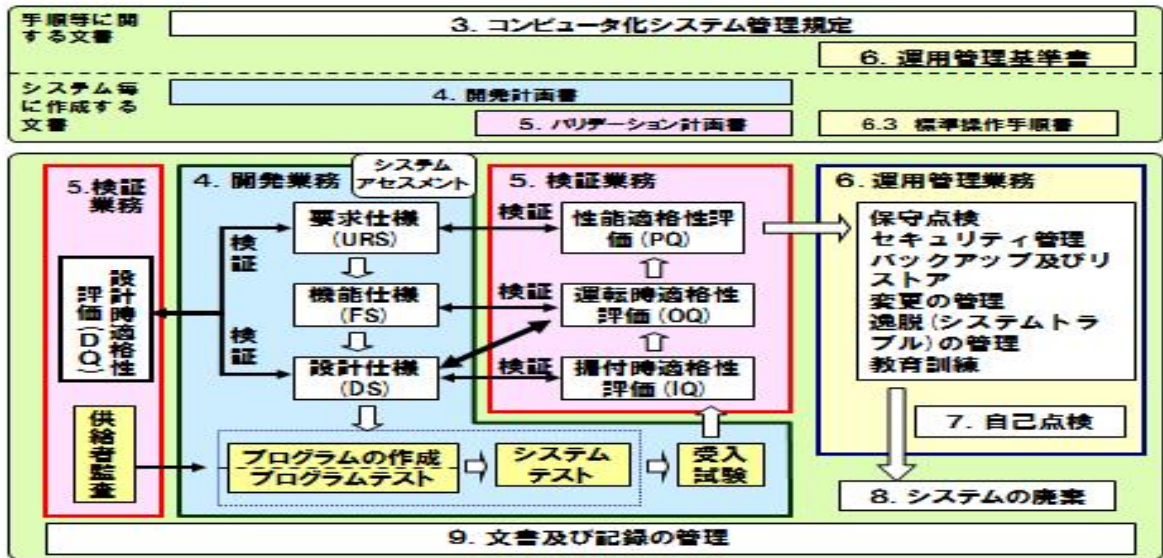 手順等に関
する文書
3. コンピュータ化システム管理規定
6. 運用管理基準書
システム毎
に作成する
文書
4. 開発計画書
5. バリデーション計画書
6.3 標準操作手順書
5. 検証
業務
設計時適格性
評価(DQ)
供給者監査
4. 開発業務
システム
アセスメント
検証
検証
要求仕様
(URS)
機能仕様
(FS)
設計仕様
(DS)
プログラムの作成
プログラムテスト
システム
テスト
受入
試験
5. 検証業務
検証
性能適格性評
価(PQ)
検証
運転時適格性
評価(OQ)
検証
据付時適格性
評価(IQ)
6. 運用管理業務
保守点検
セキュリティ管理
バックアップ及びリ
ストア
変更の管理
逸脱(システムトラ
ブル)の管理
教育訓練
7. 自己点検
8. システムの廃棄
9. 文書及び記録の管理